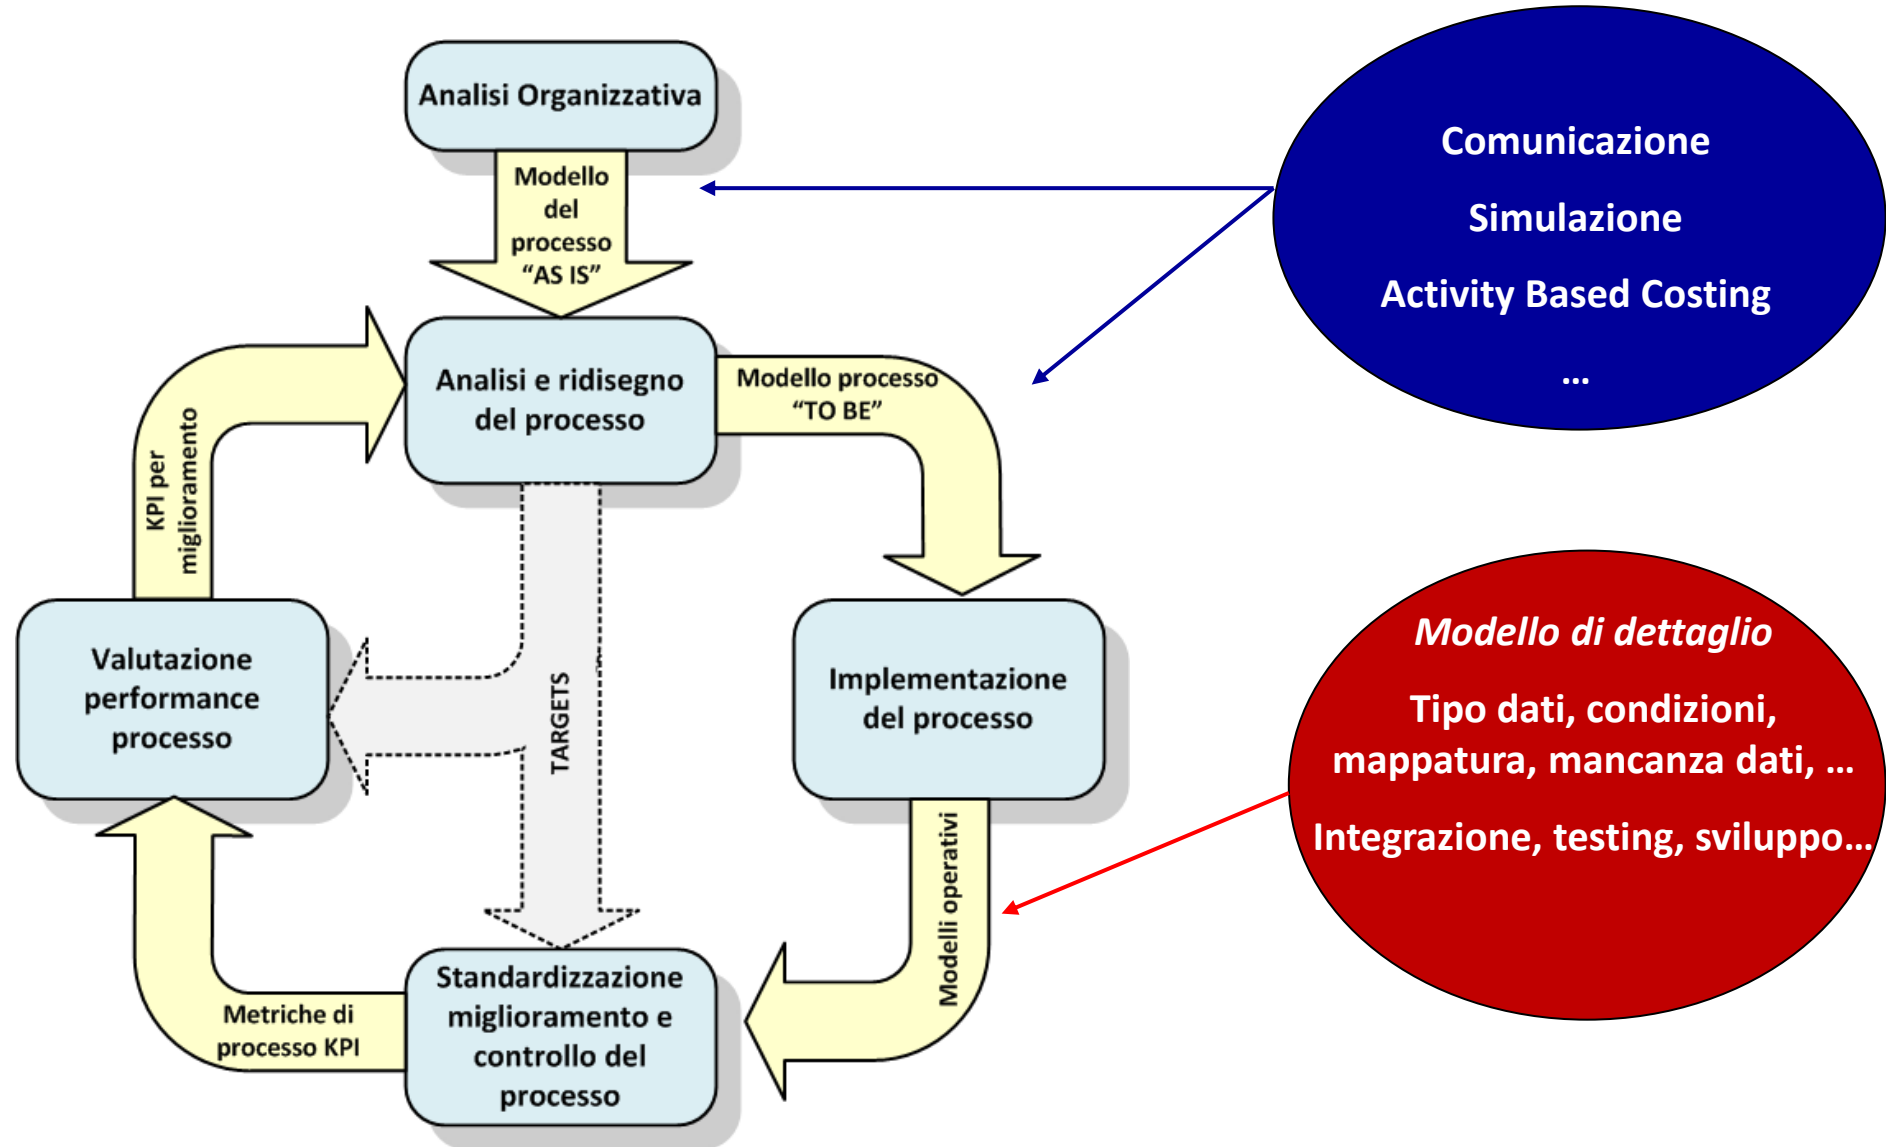 Analisi Organizzativa
Modello
del
processo
“AS IS”
Comunicazione
Simulazione
Activity Based Costing
...
Analisi e ridisegno
del processo
Modello processo
“TO BE”
KPI per
miglioramento
Valutazione
performance
processo
TARGETS
Implementazione
del processo
Modello di dettaglio
Tipo dati, condizioni,
mappatura, mancanza dati, ...
Integrazione, testing, sviluppo...
Modelli operativi
Metriche di
processo KPI
Standardizzazione
miglioramento e
controllo del
processo